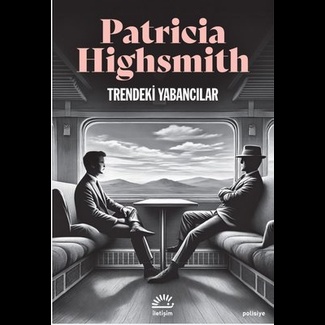 Patricia
Highsmith
TRENDEKİ YABANCILAR
iletişim
polisiye